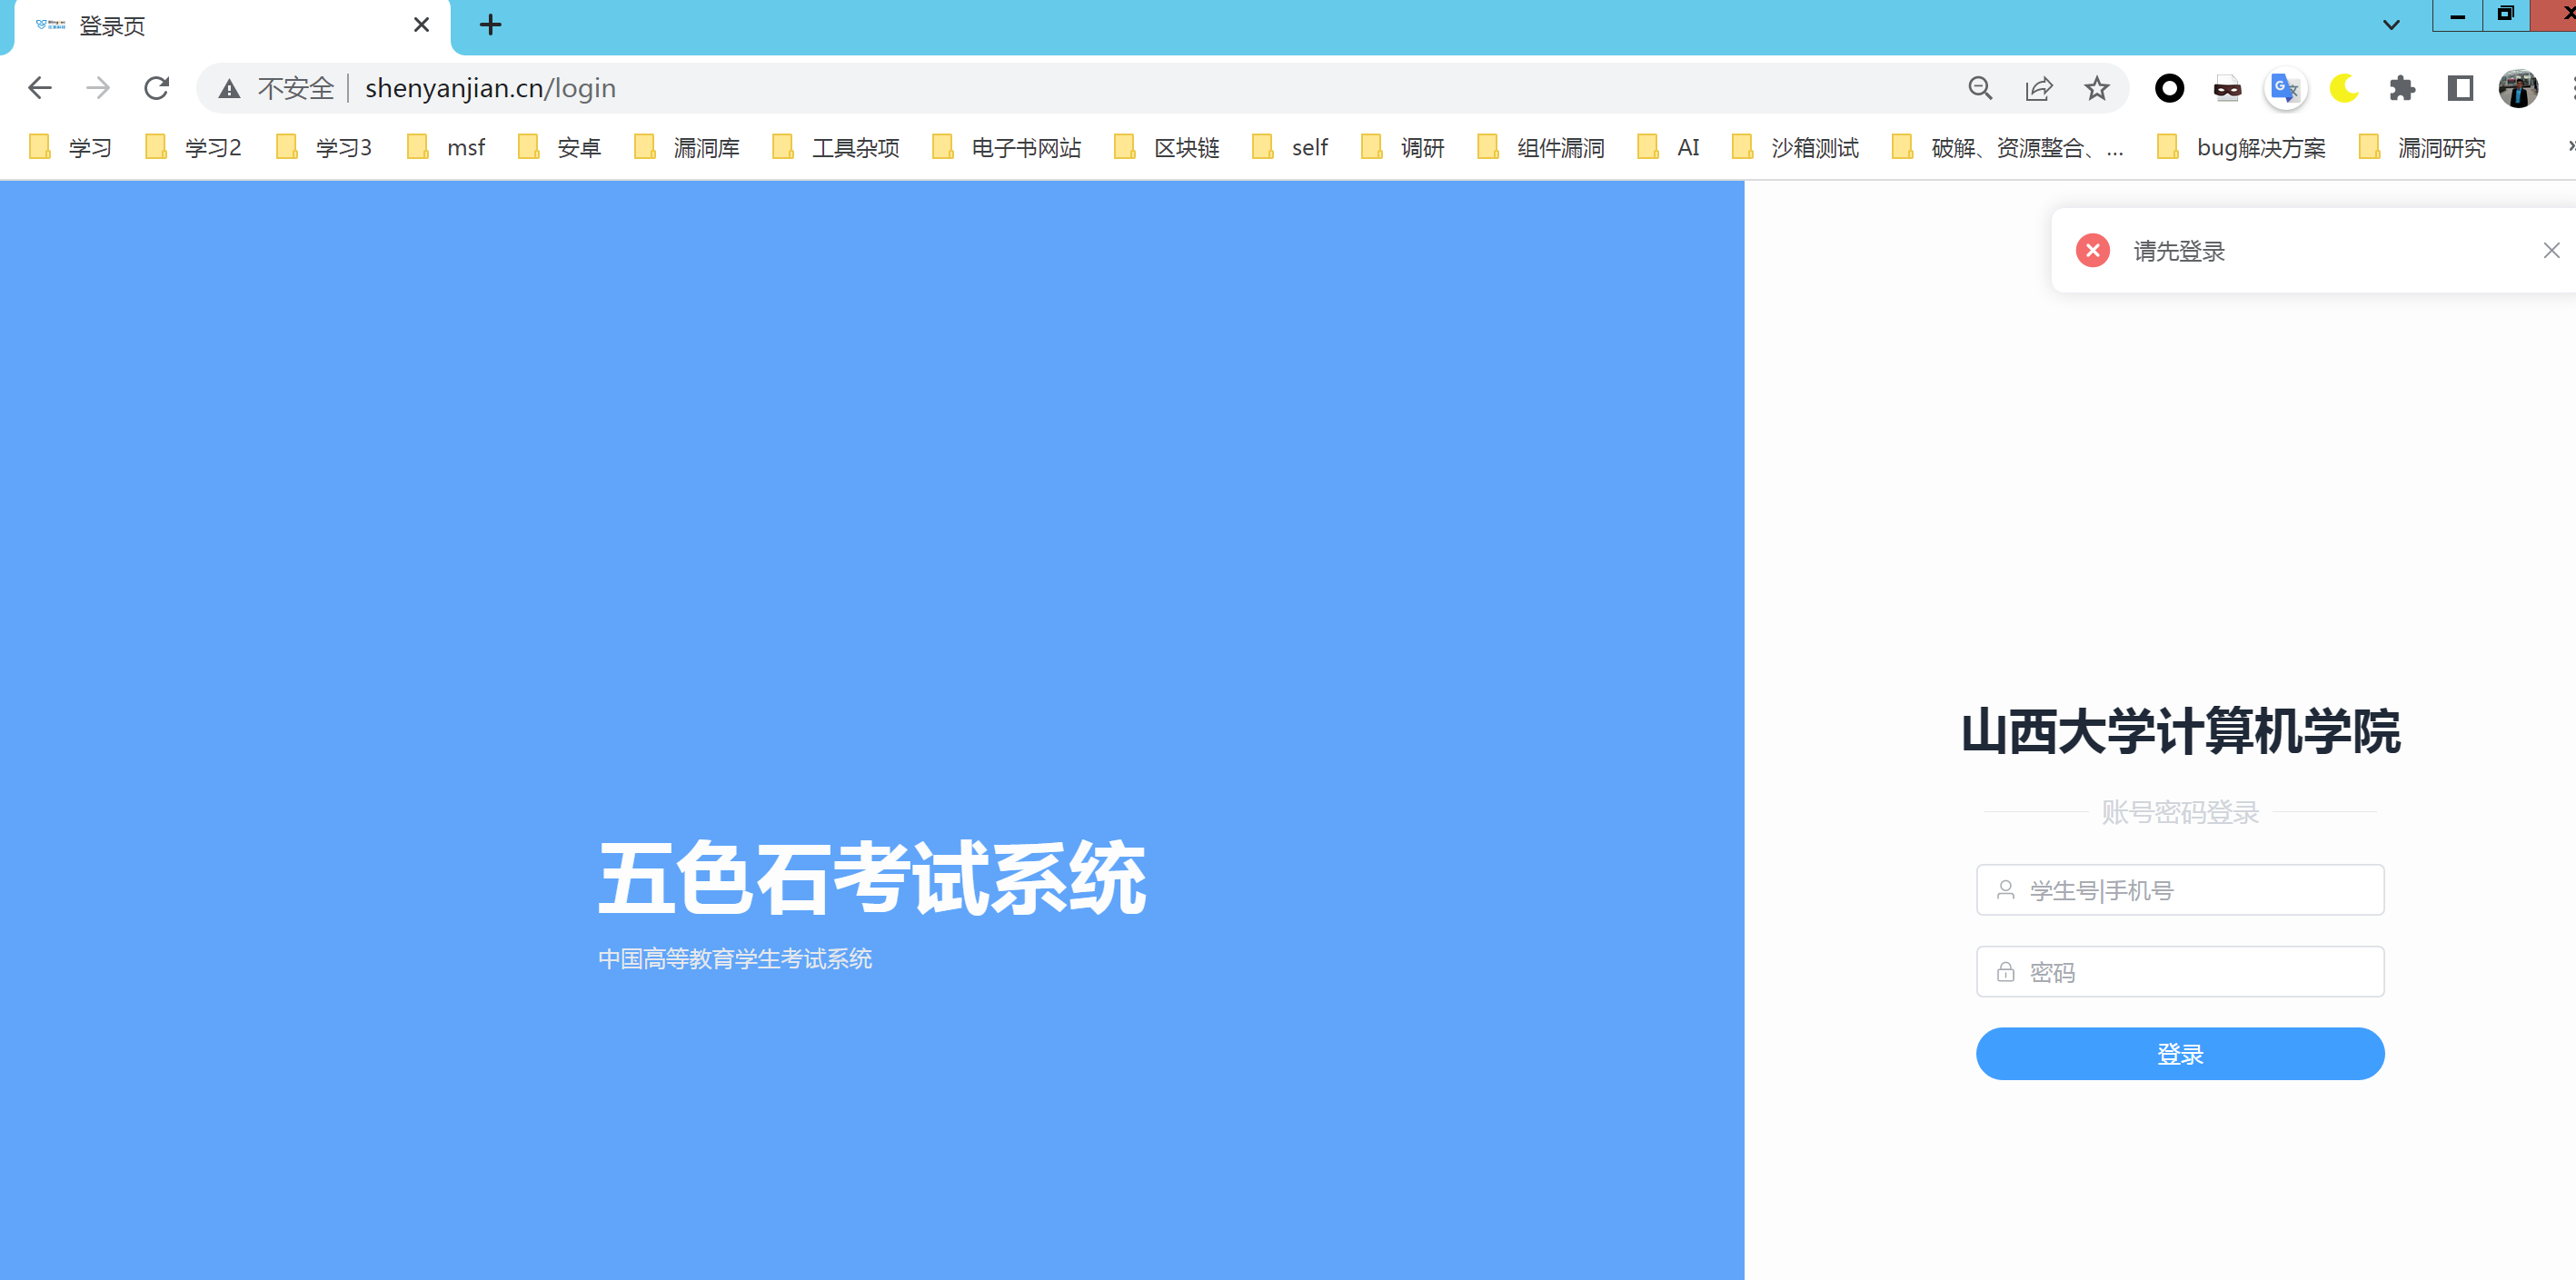 登录页
不安全 shenyanjian.cn/login
学习 学习2 学习3 msf 安卓 漏洞库 工具杂项 电子书网站 区块链 self 调研 组件漏洞 AI 沙箱测试 破解、资源整合、... bug解决方案 漏洞研究 »
请先登录
山西大学计算机学院
账号密码登录
五色石考试系统
中国高等教育学生考试系统
学生号|手机号
密码
登录